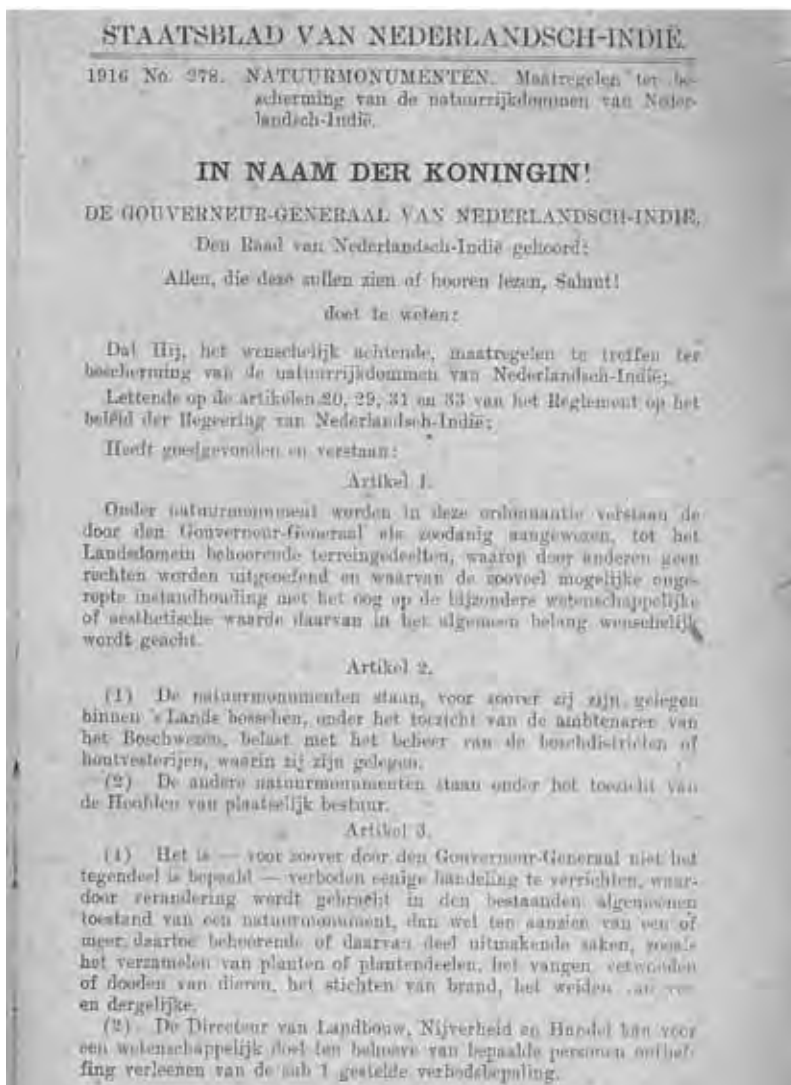 STAATSBLAD VAN NEDERLANDSCH-INDIË.
1916 No. 278. NATUURMONUMENTEN. Maatregelen ter be-
scherming van de natuurrijkdommen van Neder-
landsch-Indië.
IN NAAM DER KONINGIN!
DE GOUVERNEUR-GENERAAL VAN NEDERLANDSCH-INDIË,
Den Raad van Nederlandsch-Indië gehoord;
Allen, die deze zullen zien of hooren lezen, Saluut!
doet te weten:
Dat Hij, het wenschelijk achtende, maatregelen te treffen ter
bescherming van de natuurrijkdommen van Nederlandsch-Indië;
Lettende op de artikelen 20, 29, 31 en 33 van het Reglement op het
beleid der Regeering van Nederlandsch-Indië;
Heeft goedgevonden en verstaan:
Artikel 1.
Onder natuurmonument worden in deze ordonnantie verstaan de
door den Gouverneur-Generaal als zoodanig aangewezen, tot het
Landsdomein behoorende terreingedeelten, waarop door anderen geen
rechten worden uitgeoefend en waarvan de zooveel mogelijke onge-
repte instandhouding met het oog op de bijzondere wetenschappelijke
of aesthetische waarde daarvan in het algemeen belang wenschelijk
wordt geacht.
Artikel 2.
(1) De natuurmonumenten staan, voor zoover zij zijn gelegen
binnen 's Lands bosschen, onder het toezicht van de ambtenaren van
het Boschwezen, belast met het beheer van de boschdistricten of
houtvesterijen, waarin zij zijn gelegen.
(2) De andere natuurmonumenten staan onder het toezicht van
de Hoofden van plaatselijk bestuur.
Artikel 3.
(1) Het is — voor zoover door den Gouverneur-Generaal niet het
tegendeel is bepaald — verboden eenige handeling te verrichten, waar-
door verandering wordt gebracht in den bestaanden algemeenen
toestand van een natuurmonument, dan wel ten aanzien van een of
meer daartoe behoorende of daarvan deel uitmakende zaken, zooals
het verzamelen van planten of plantendeelen, het vangen, verwonden
of dooden van dieren, het stichten van brand, het weiden van vee
en dergelijke.
(2) De Directeur van Landbouw, Nijverheid en Handel kan voor
een wetenschappelijk doel ten behoeve van bepaalde personen onthef-
fing verleenen van de sub 1 gestelde verbodsbepaling.